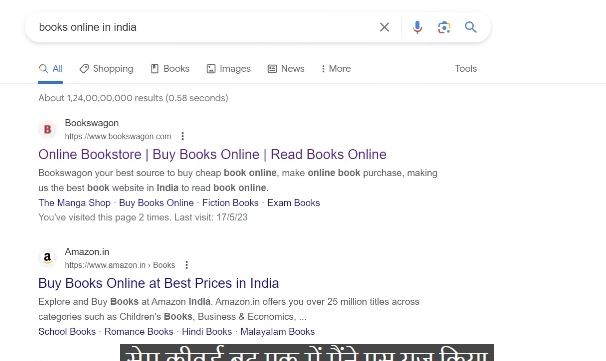 books online in india
All Shopping Books Images News More Tools
About 1,24,00,00,000 results (0.58 seconds)
B
Bookswagon
https://www.bookswagon.com
Online Bookstore | Buy Books Online | Read Books Online
Bookswagon your best source to buy cheap book online, make online book purchase, making
us the best book website in India to read book online.
The Manga Shop · Buy Books Online · Fiction Books · Exam Books
You've visited this page 2 times. Last visit: 17/5/23
a
Amazon.in
https://www.amazon.in › Books
Buy Books Online at Best Prices in India
Explore and Buy Books at Amazon India. Amazon.in offers you over 25 million titles across
categories such as Children's Books, Business & Economics, ...
School Books · Romance Books · Hindi Books · Malayalam Books
सेम कीवर्ड में मैंने यूज किया